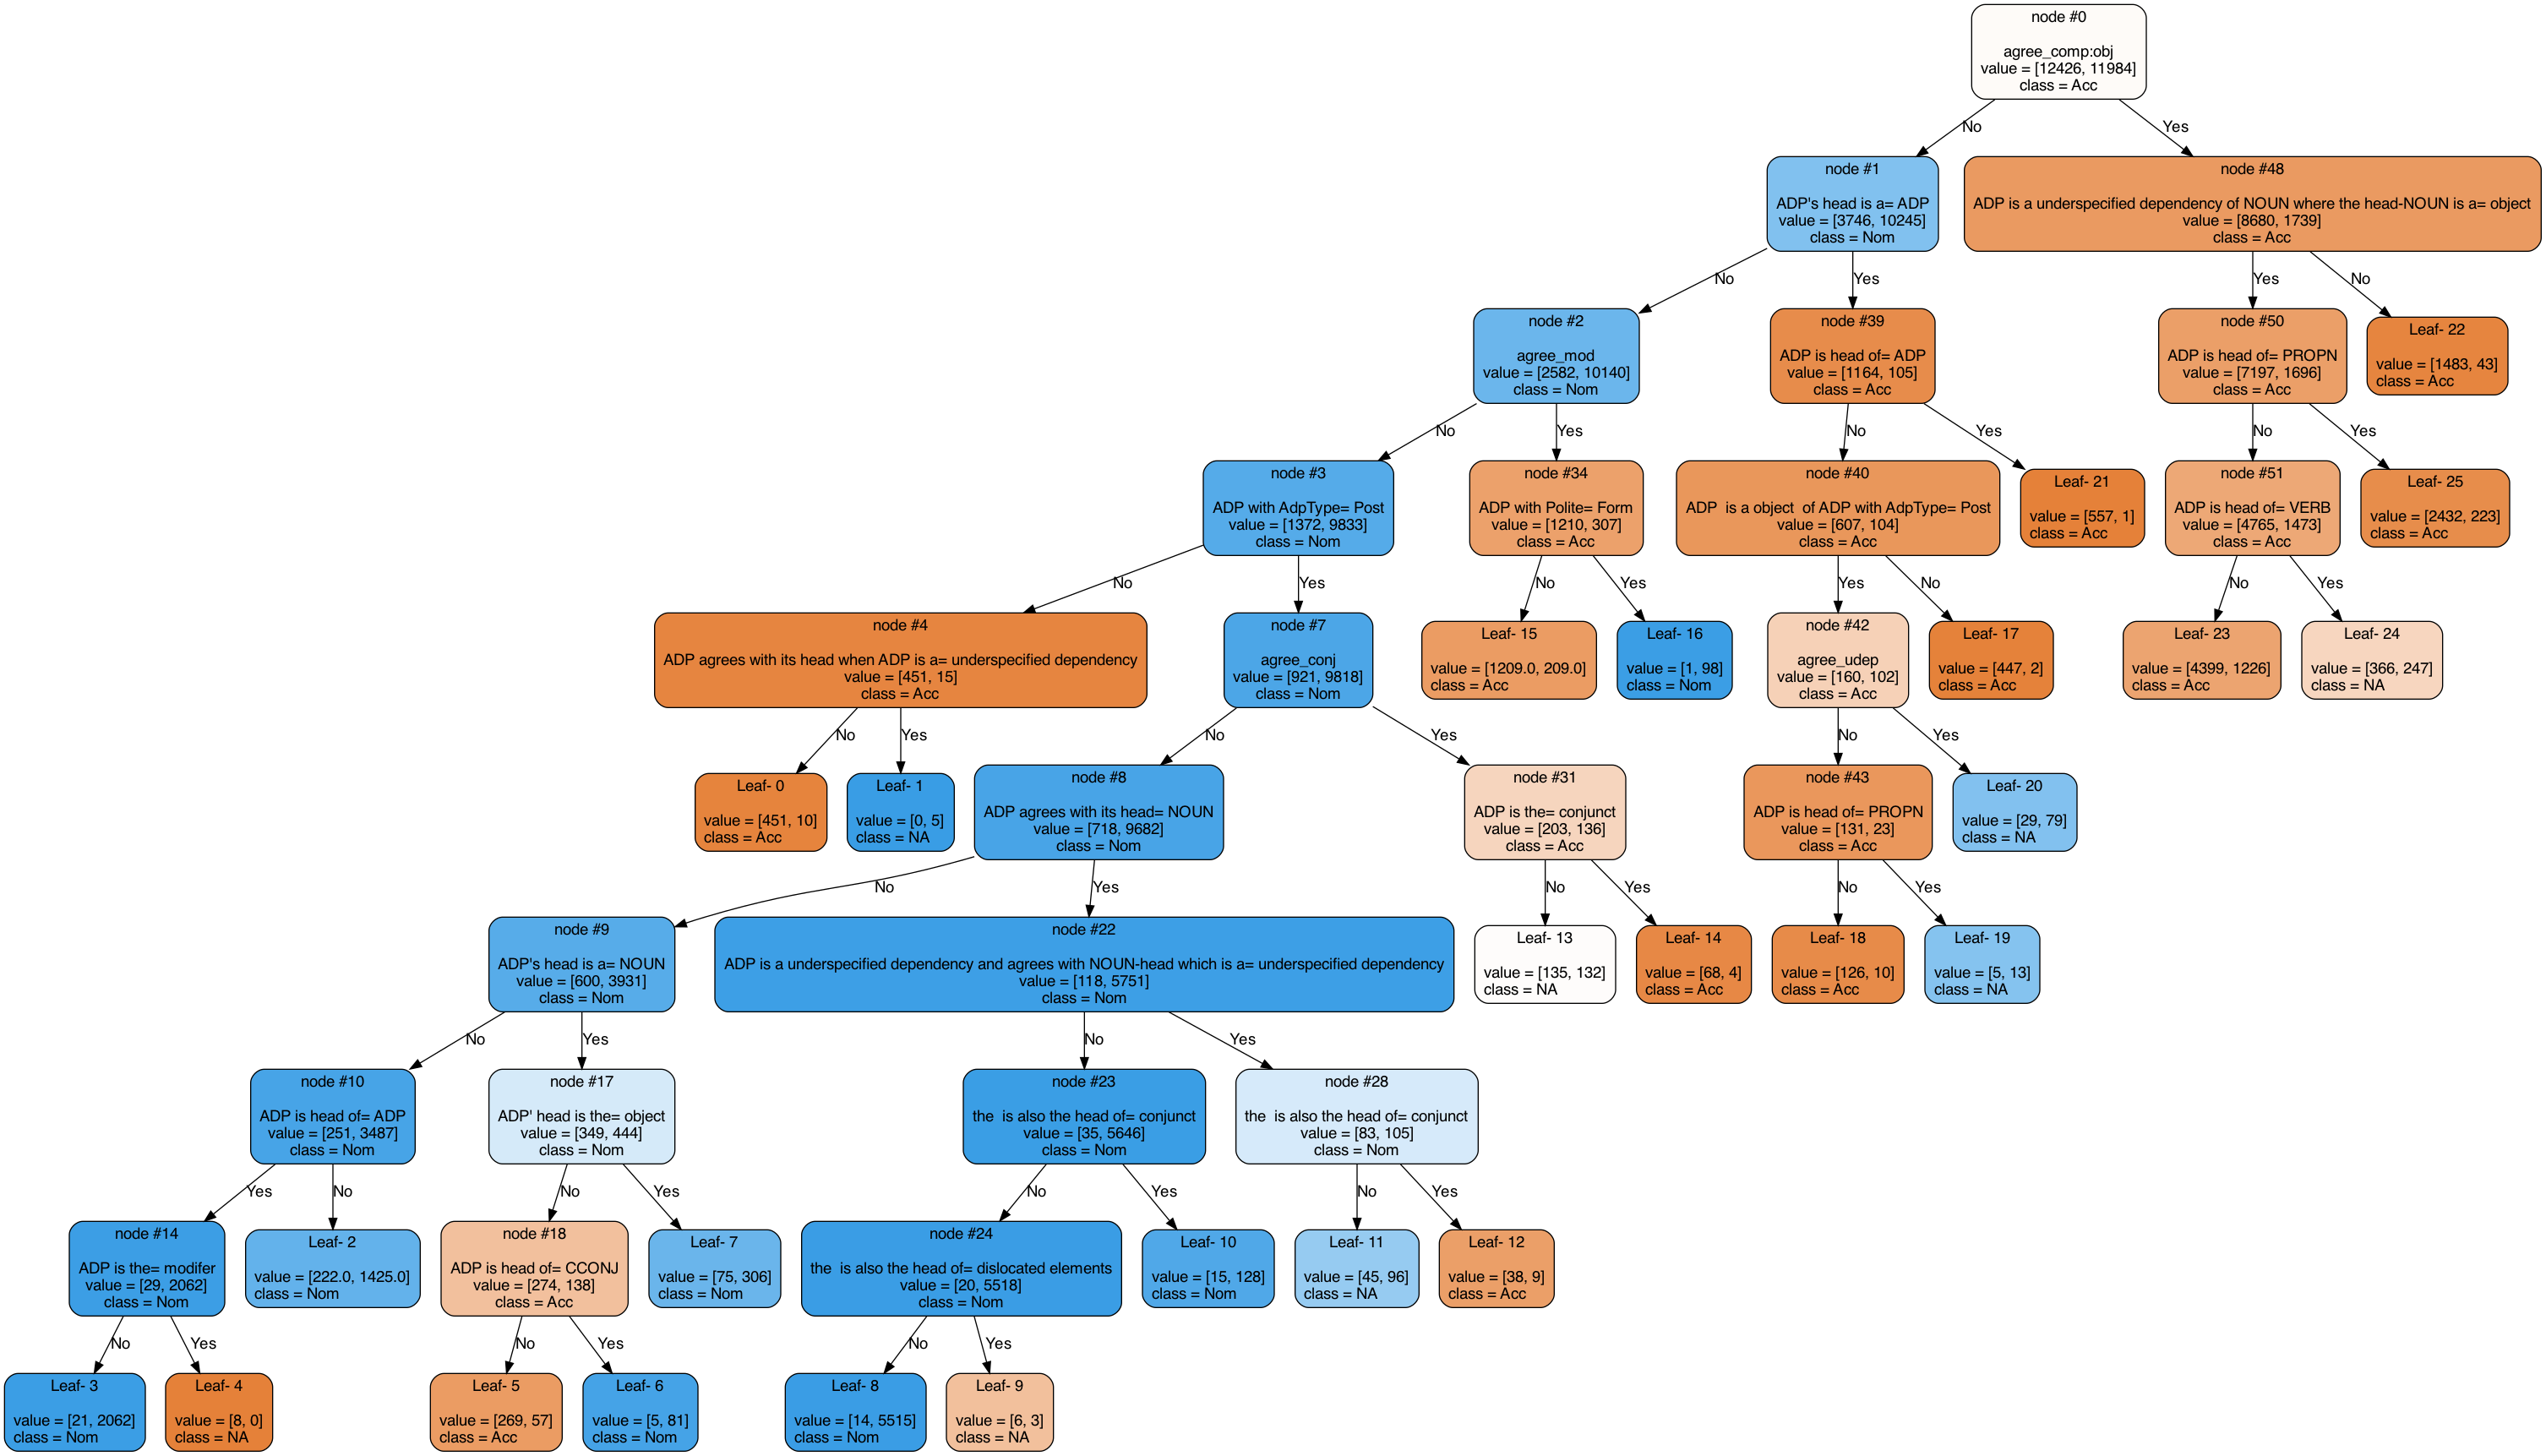 node #0
agree_comp:obj
value = [12426, 11984]
class = Acc
No
Yes
node #1
ADP's head is a= ADP
value = [3746, 10245]
class = Nom
node #48
ADP is a underspecified dependency of NOUN where the head-NOUN is a= object
value = [8680, 1739]
class = Acc
No
Yes
Yes
No
node #2
agree_mod
value = [2582, 10140]
class = Nom
node #39
ADP is head of= ADP
value = [1164, 105]
class = Acc
node #50
ADP is head of= PROPN
value = [7197, 1696]
class = Acc
Leaf- 22
value = [1483, 43]
class = Acc
No
Yes
No
Yes
No
Yes
node #3
ADP with AdpType= Post
value = [1372, 9833]
class = Nom
node #34
ADP with Polite= Form
value = [1210, 307]
class = Acc
node #40
ADP  is a object  of ADP with AdpType= Post
value = [607, 104]
class = Acc
Leaf- 21
value = [557, 1]
class = Acc
node #51
ADP is head of= VERB
value = [4765, 1473]
class = Acc
Leaf- 25
value = [2432, 223]
class = Acc
No
Yes
No
Yes
Yes
No
No
Yes
node #4
ADP agrees with its head when ADP is a= underspecified dependency
value = [451, 15]
class = Acc
node #7
agree_conj
value = [921, 9818]
class = Nom
Leaf- 15
value = [1209.0, 209.0]
class = Acc
Leaf- 16
value = [1, 98]
class = Nom
node #42
agree_udep
value = [160, 102]
class = Acc
Leaf- 17
value = [447, 2]
class = Acc
Leaf- 23
value = [4399, 1226]
class = Acc
Leaf- 24
value = [366, 247]
class = NA
No
Yes
No
Yes
No
Yes
Leaf- 0
value = [451, 10]
class = Acc
Leaf- 1
value = [0, 5]
class = NA
node #8
ADP agrees with its head= NOUN
value = [718, 9682]
class = Nom
node #31
ADP is the= conjunct
value = [203, 136]
class = Acc
node #43
ADP is head of= PROPN
value = [131, 23]
class = Acc
Leaf- 20
value = [29, 79]
class = NA
No
Yes
No
Yes
No
Yes
node #9
ADP's head is a= NOUN
value = [600, 3931]
class = Nom
node #22
ADP is a underspecified dependency and agrees with NOUN-head which is a= underspecified dependency
value = [118, 5751]
class = Nom
Leaf- 13
value = [135, 132]
class = NA
Leaf- 14
value = [68, 4]
class = Acc
Leaf- 18
value = [126, 10]
class = Acc
Leaf- 19
value = [5, 13]
class = NA
No
Yes
No
Yes
node #10
ADP is head of= ADP
value = [251, 3487]
class = Nom
node #17
ADP' head is the= object
value = [349, 444]
class = Nom
node #23
the  is also the head of= conjunct
value = [35, 5646]
class = Nom
node #28
the  is also the head of= conjunct
value = [83, 105]
class = Nom
Yes
No
No
Yes
No
Yes
No
Yes
node #14
ADP is the= modifer
value = [29, 2062]
class = Nom
Leaf- 2
value = [222.0, 1425.0]
class = Nom
node #18
ADP is head of= CCONJ
value = [274, 138]
class = Acc
Leaf- 7
value = [75, 306]
class = Nom
node #24
the  is also the head of= dislocated elements
value = [20, 5518]
class = Nom
Leaf- 10
value = [15, 128]
class = Nom
Leaf- 11
value = [45, 96]
class = NA
Leaf- 12
value = [38, 9]
class = Acc
No
Yes
No
Yes
No
Yes
Leaf- 3
value = [21, 2062]
class = Nom
Leaf- 4
value = [8, 0]
class = NA
Leaf- 5
value = [269, 57]
class = Acc
Leaf- 6
value = [5, 81]
class = Nom
Leaf- 8
value = [14, 5515]
class = Nom
Leaf- 9
value = [6, 3]
class = NA